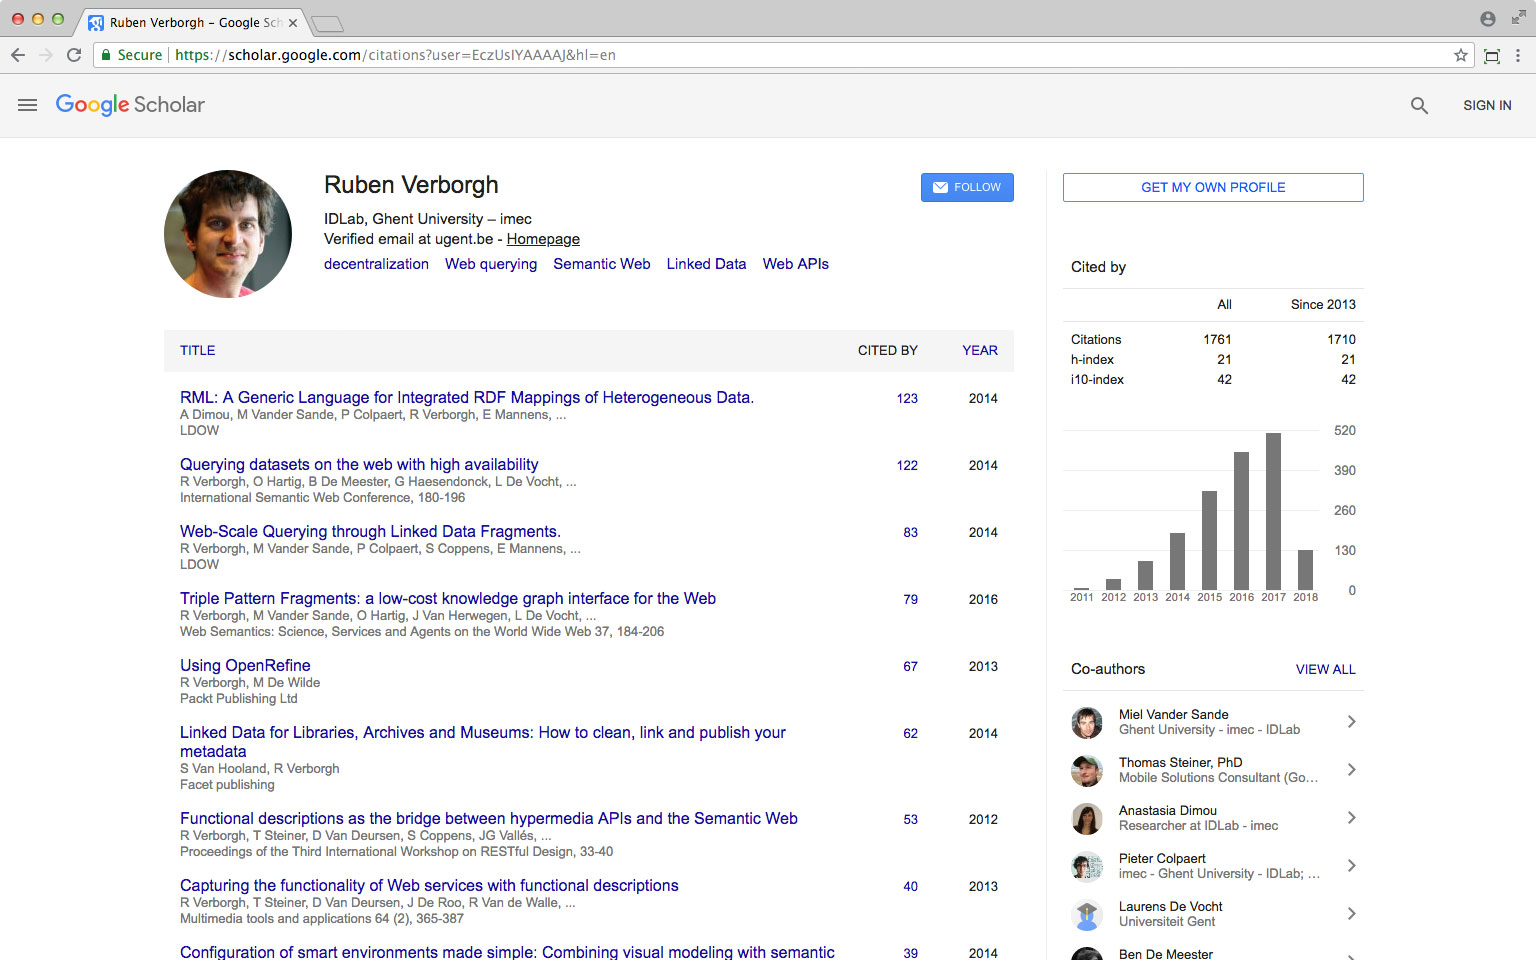 Ruben Verborgh – Google Sch
Secure https://scholar.google.com/citations?user=EczUsIYAAAAJ&hl=en
Google Scholar
SIGN IN
Ruben Verborgh
FOLLOW
IDLab, Ghent University – imec
Verified email at ugent.be - Homepage
decentralization Web querying Semantic Web Linked Data Web APIs
TITLE CITED BY YEAR
RML: A Generic Language for Integrated RDF Mappings of Heterogeneous Data. 123 2014
A Dimou, M Vander Sande, P Colpaert, R Verborgh, E Mannens, ...
LDOW
Querying datasets on the web with high availability 122 2014
R Verborgh, O Hartig, B De Meester, G Haesendonck, L De Vocht, ...
International Semantic Web Conference, 180-196
Web-Scale Querying through Linked Data Fragments. 83 2014
R Verborgh, M Vander Sande, P Colpaert, S Coppens, E Mannens, ...
LDOW
Triple Pattern Fragments: a low-cost knowledge graph interface for the Web 79 2016
R Verborgh, M Vander Sande, O Hartig, J Van Herwegen, L De Vocht, ...
Web Semantics: Science, Services and Agents on the World Wide Web 37, 184-206
Using OpenRefine 67 2013
R Verborgh, M De Wilde
Packt Publishing Ltd
Linked Data for Libraries, Archives and Museums: How to clean, link and publish your 62 2014
metadata
S Van Hooland, R Verborgh
Facet publishing
Functional descriptions as the bridge between hypermedia APIs and the Semantic Web 53 2012
R Verborgh, T Steiner, D Van Deursen, S Coppens, JG Vallés, ...
Proceedings of the Third International Workshop on RESTful Design, 33-40
Capturing the functionality of Web services with functional descriptions 40 2013
R Verborgh, T Steiner, D Van Deursen, J De Roo, R Van de Walle, ...
Multimedia tools and applications 64 (2), 365-387
Configuration of smart environments made simple: Combining visual modeling with semantic 39 2014
GET MY OWN PROFILE
Cited by
All Since 2013
Citations 1761 1710
h-index 21 21
i10-index 42 42
520
390
260
130
0
2011 2012 2013 2014 2015 2016 2017 2018
Co-authors VIEW ALL
Miel Vander Sande
Ghent University - imec - IDLab
Thomas Steiner, PhD
Mobile Solutions Consultant (Go…
Anastasia Dimou
Researcher at IDLab - imec
Pieter Colpaert
imec - Ghent University - IDLab; …
Laurens De Vocht
Universiteit Gent
Ben De Meester